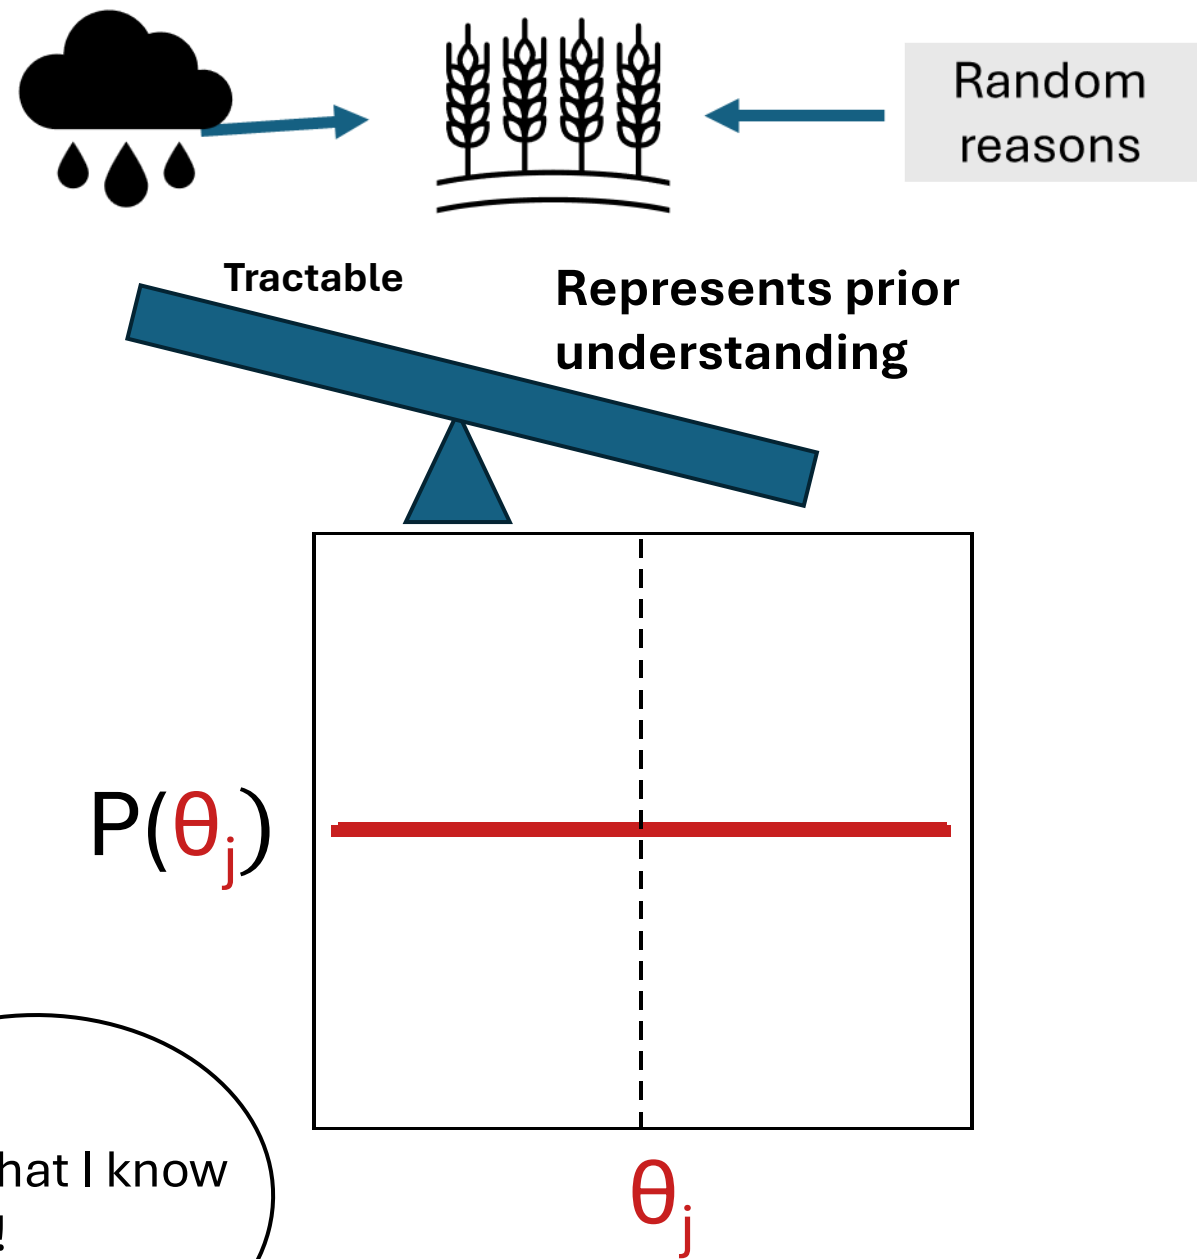 Random
reasons
Tractable
Represents prior
understanding
P(θj)
hat I know
!
θj